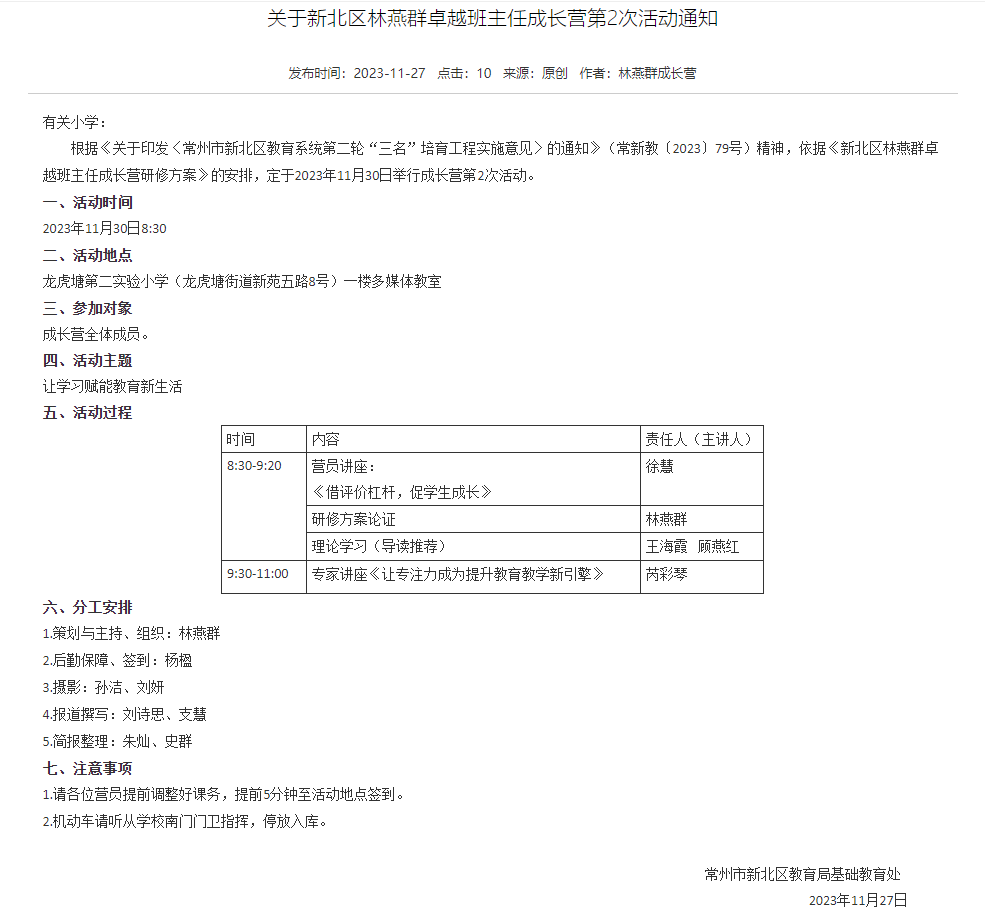 关于新北区林燕群卓越班主任成长营第2次活动通知
发布时间：2023-11-27 点击：10 来源：原创 作者：林燕群成长营
有关小学：
根据《关于印发〈常州市新北区教育系统第二轮“三名”培育工程实施意见〉的通知》（常新教〔2023〕79号）精神，依据《新北区林燕群卓
越班主任成长营研修方案》的安排，定于2023年11月30日举行成长营第2次活动。
一、活动时间
2023年11月30日8:30
二、活动地点
龙虎塘第二实验小学（龙虎塘街道新苑五路8号）一楼多媒体教室
三、参加对象
成长营全体成员。
四、活动主题
让学习赋能教育新生活
五、活动过程
时间 内容 责任人（主讲人）
8:30-9:20 营员讲座： 徐慧
《借评价杠杆，促学生成长》
研修方案论证 林燕群
理论学习（导读推荐） 王海霞 顾燕红
9:30-11:00 专家讲座《让专注力成为提升教育教学新引擎》 芮彩琴
六、分工安排
1.策划与主持、组织：林燕群
2.后勤保障、签到：杨楹
3.摄影：孙洁、刘妍
4.报道撰写：刘诗思、支慧
5.简报整理：朱灿、史群
七、注意事项
1.请各位营员提前调整好课务，提前5分钟至活动地点签到。
2.机动车请听从学校南门门卫指挥，停放入库。
常州市新北区教育局基础教育处
2023年11月27日